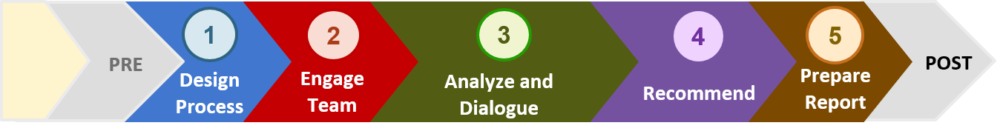 PRE
1
Design
Process
2
Engage
Team
3
Analyze and
Dialogue
4
Recommend
5
Prepare
Report
POST